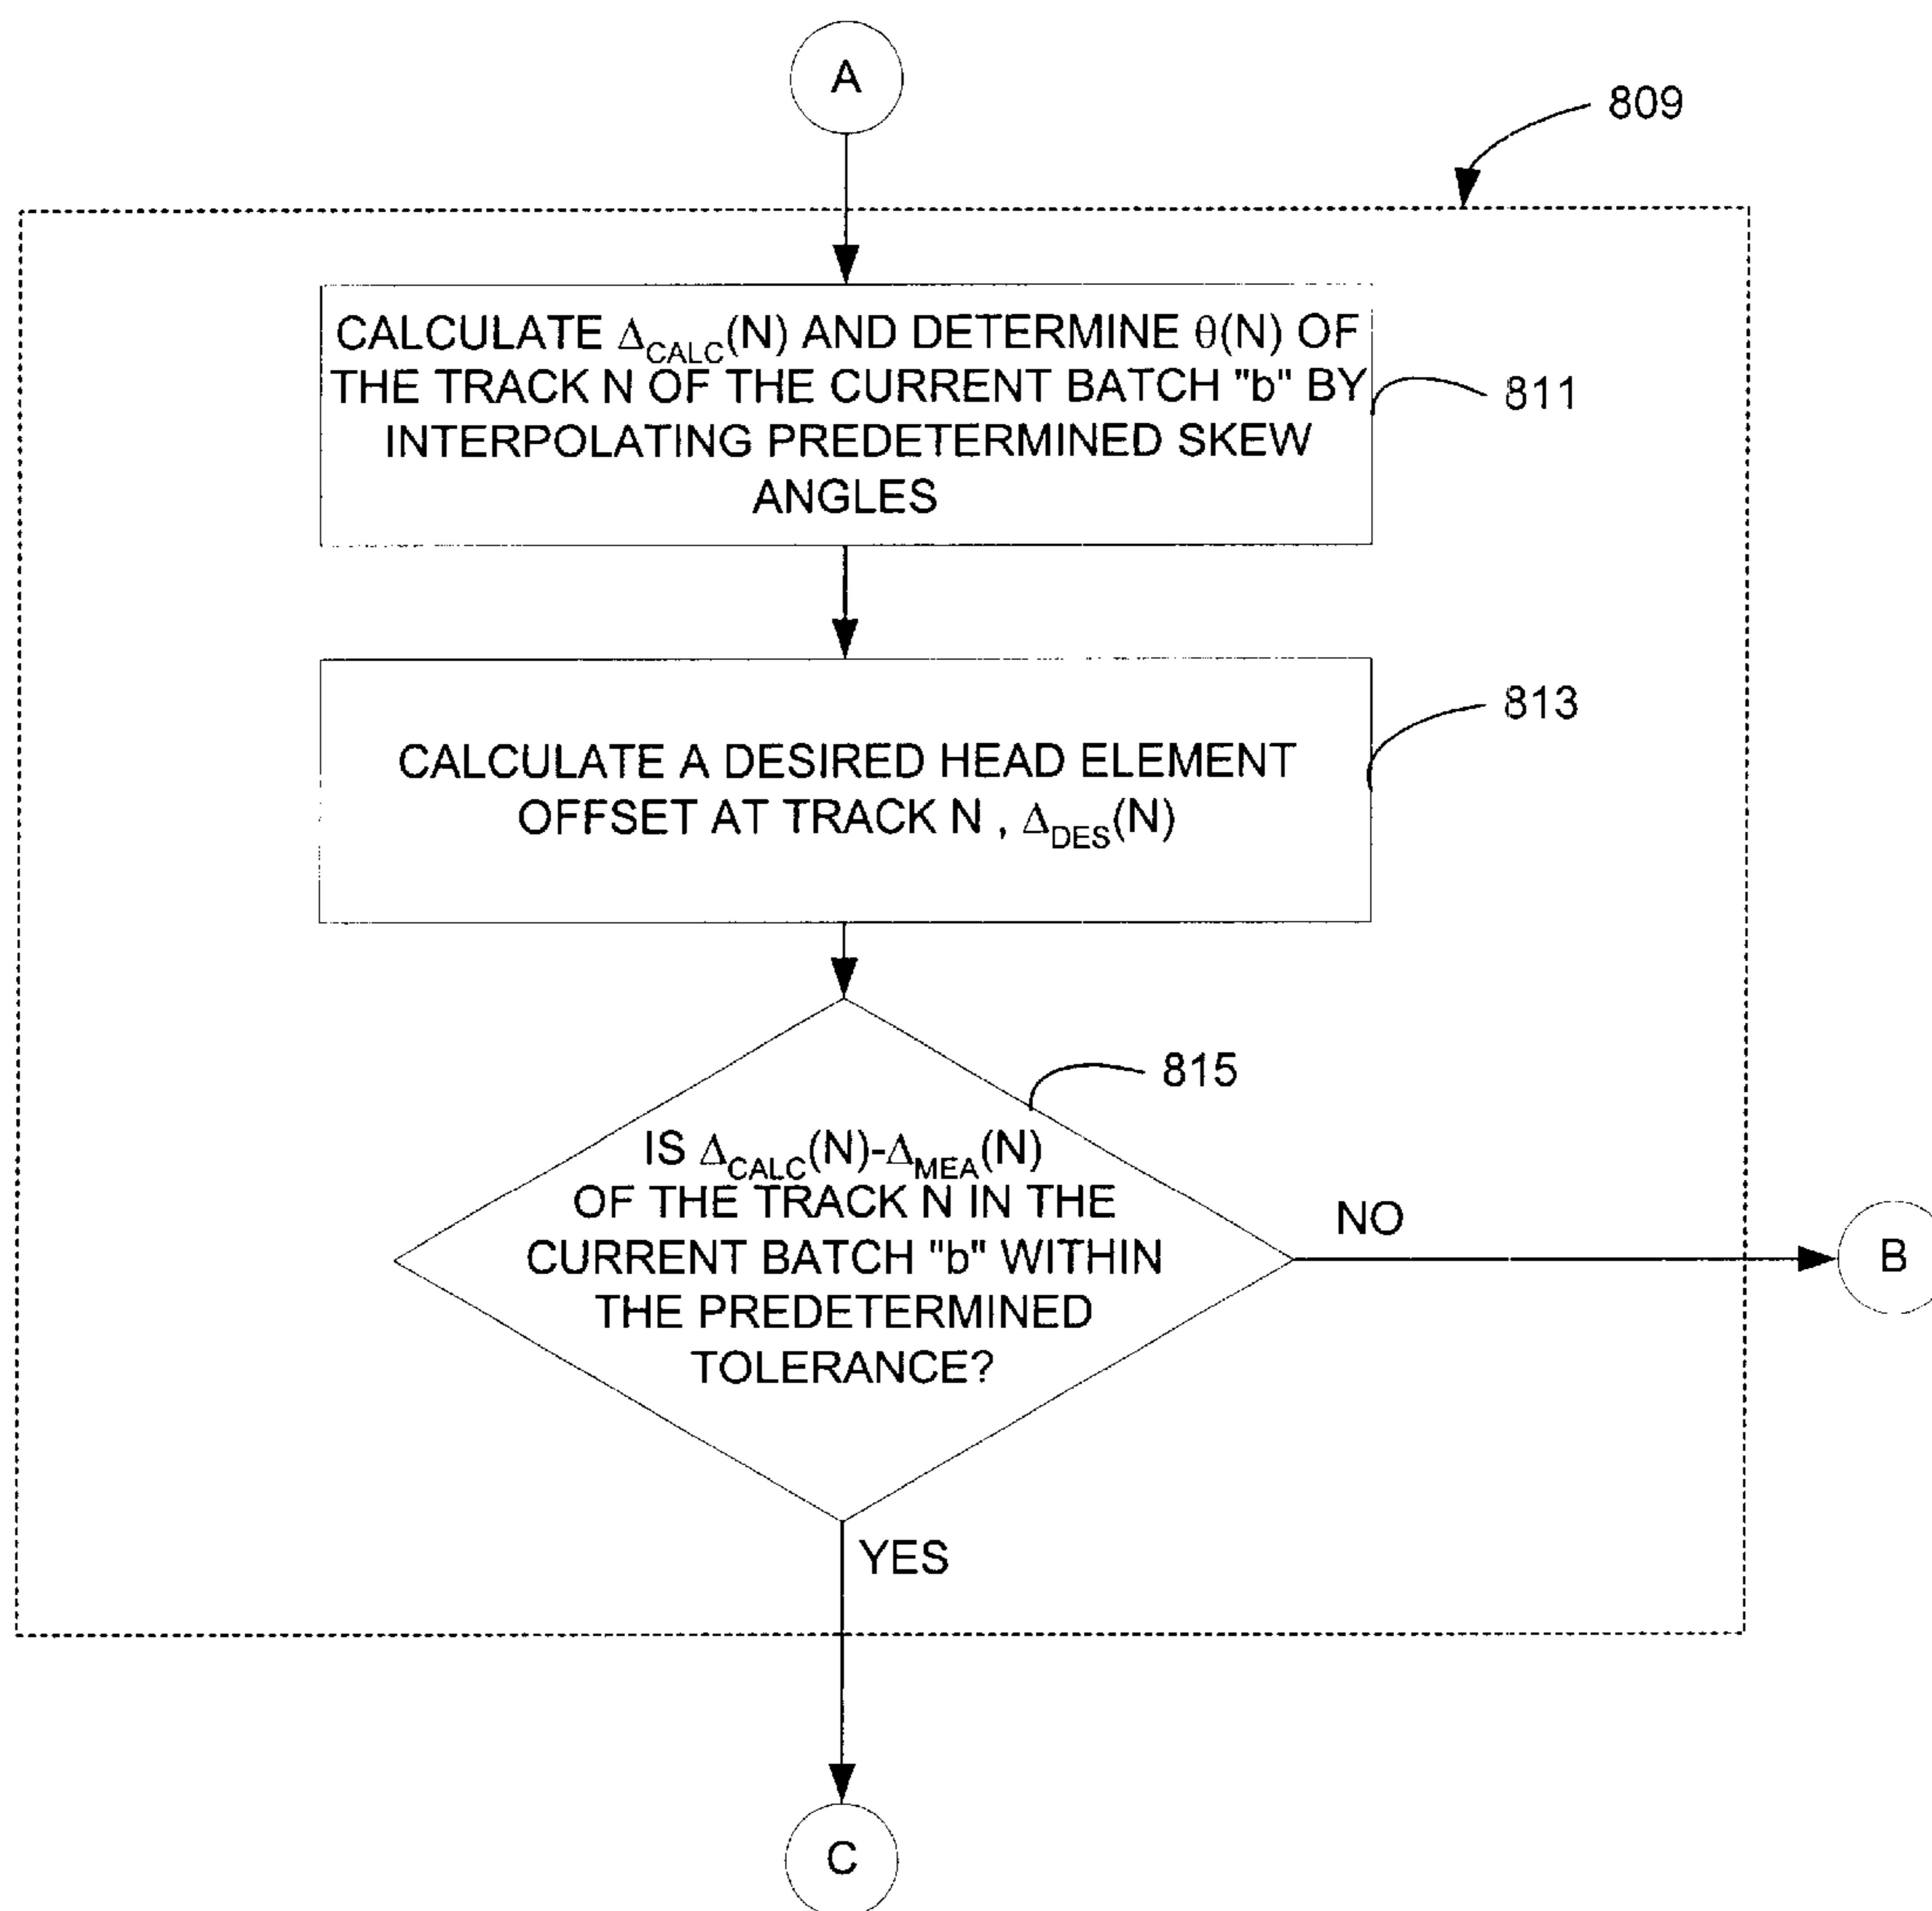 A
809
CALCULATE ΔCALC(N) AND DETERMINE θ(N) OF
THE TRACK N OF THE CURRENT BATCH "b" BY
INTERPOLATING PREDETERMINED SKEW
ANGLES
811
CALCULATE A DESIRED HEAD ELEMENT
OFFSET AT TRACK N , ΔDES(N)
813
815
IS ΔCALC(N)-ΔMEA(N)
OF THE TRACK N IN THE
CURRENT BATCH "b" WITHIN
THE PREDETERMINED
TOLERANCE?
NO
B
YES
C